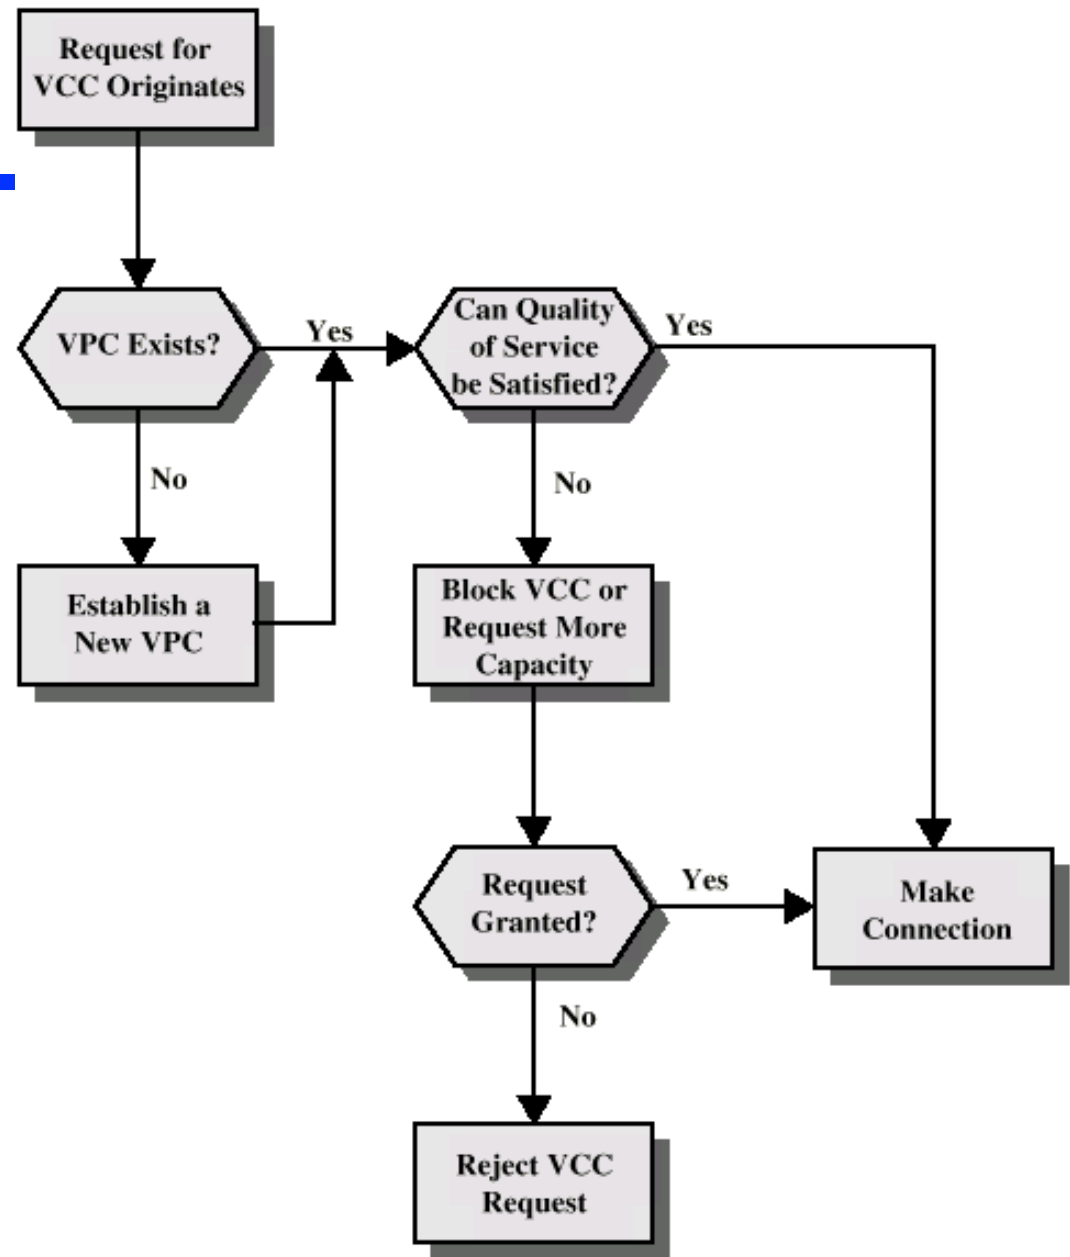 Request for
VCC Originates
VPC Exists?
Yes
Can Quality
of Service
be Satisfied?
Yes
No
No
Establish a
New VPC
Block VCC or
Request More
Capacity
Request
Granted?
Yes
Make
Connection
No
Reject VCC
Request